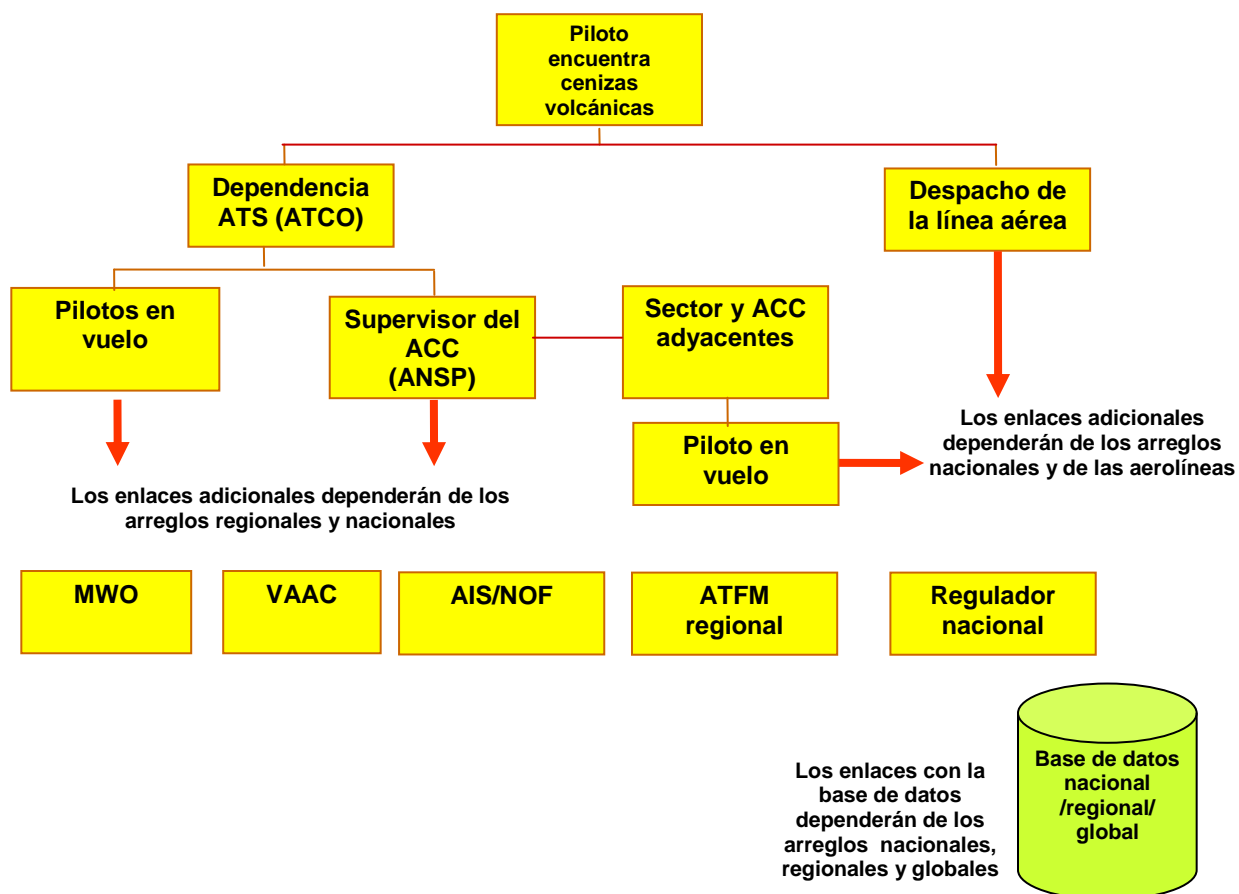 Piloto
encuentra
cenizas
volcánicas
Dependencia
ATS (ATCO)
Despacho de
la línea aérea
Pilotos en
vuelo
Supervisor del
ACC
(ANSP)
Sector y ACC
adyacentes
Piloto en
vuelo
Los enlaces adicionales
dependerán de los arreglos
nacionales y de las aerolíneas
Los enlaces adicionales dependerán de los
arreglos regionales y nacionales
MWO
VAAC
AIS/NOF
ATFM
regional
Regulador
nacional
Los enlaces con la
base de datos
dependerán de los
arreglos nacionales,
regionales y globales
Base de datos
nacional
/regional/
global